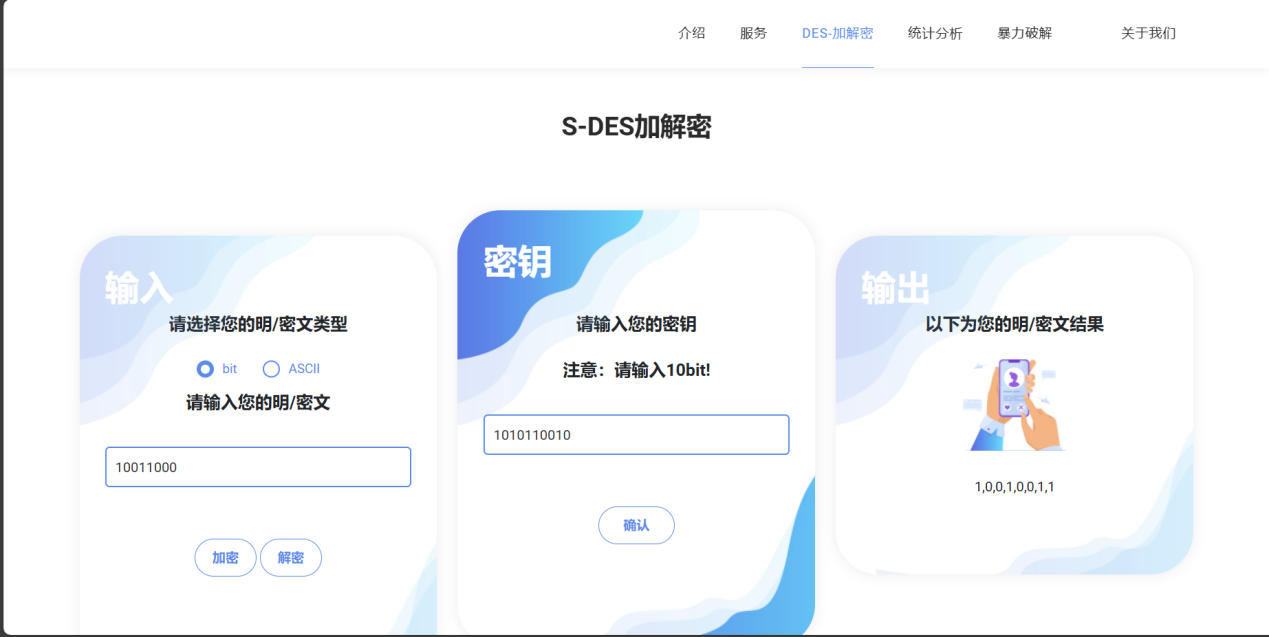 介绍 服务 DES-加解密 统计分析 暴力破解 关于我们
S-DES加解密
输入
请选择您的明/密文类型
bit ASCII
请输入您的明/密文
10011000
加密 解密
密钥
请输入您的密钥
注意：请输入10bit!
1010110010
确认
输出
以下为您的明/密文结果
1,0,0,1,0,0,1,1